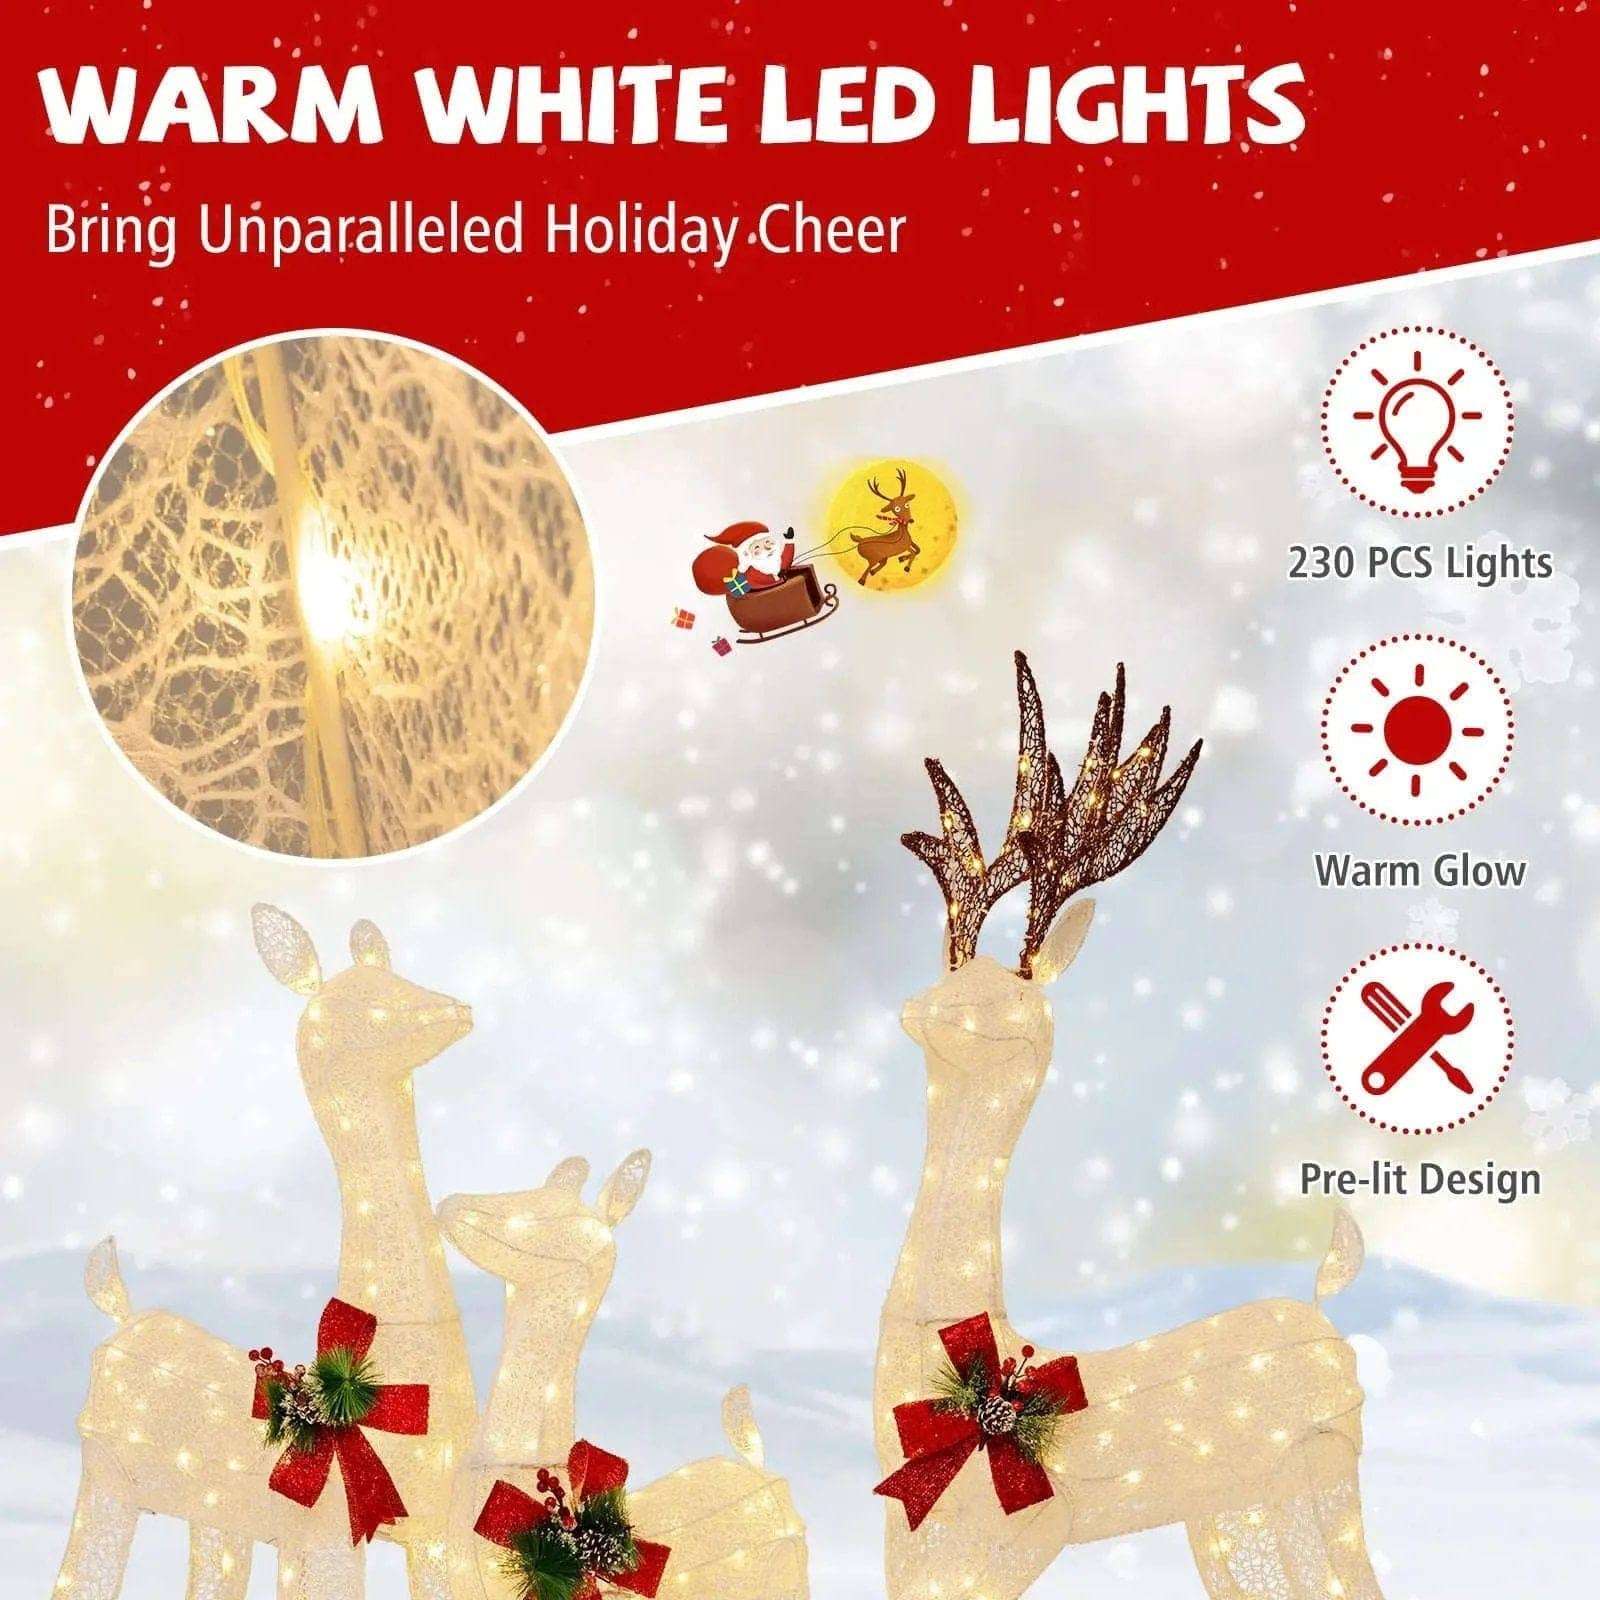 WARM WHITE LED LIGHTS
Bring Unparalleled Holiday Cheer
230 PCS Lights
Warm Glow
Pre-lit Design